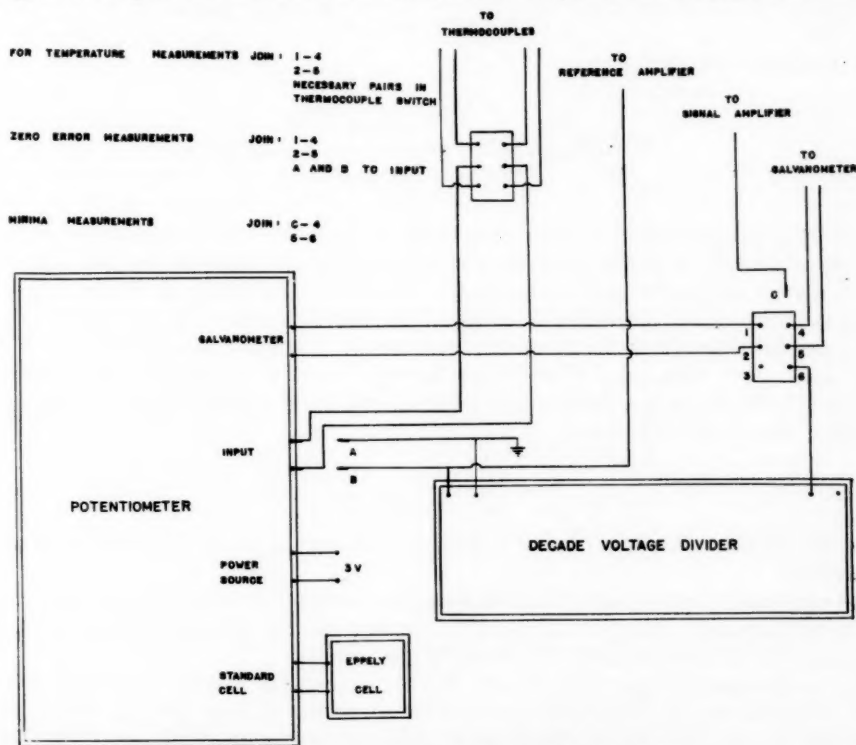 FOR TEMPERATURE MEASUREMENTS JOIN: 1-4
2-5
NECESSARY PAIRS IN
THERMOCOUPLE SWITCH
ZERO ERROR MEASUREMENTS JOIN: 1-4
2-5
A AND B TO INPUT
MINIMA MEASUREMENTS JOIN: C-4
5-6
TO
THERMOCOUPLES
TO
REFERENCE AMPLIFIER
TO
SIGNAL AMPLIFIER
TO
GALVANOMETER
C
1 4
2 5
3 6
GALVANOMETER
INPUT
A
B
POTENTIOMETER
DECADE VOLTAGE DIVIDER
POWER
SOURCE
3V
STANDARD
CELL
EPPELY
CELL